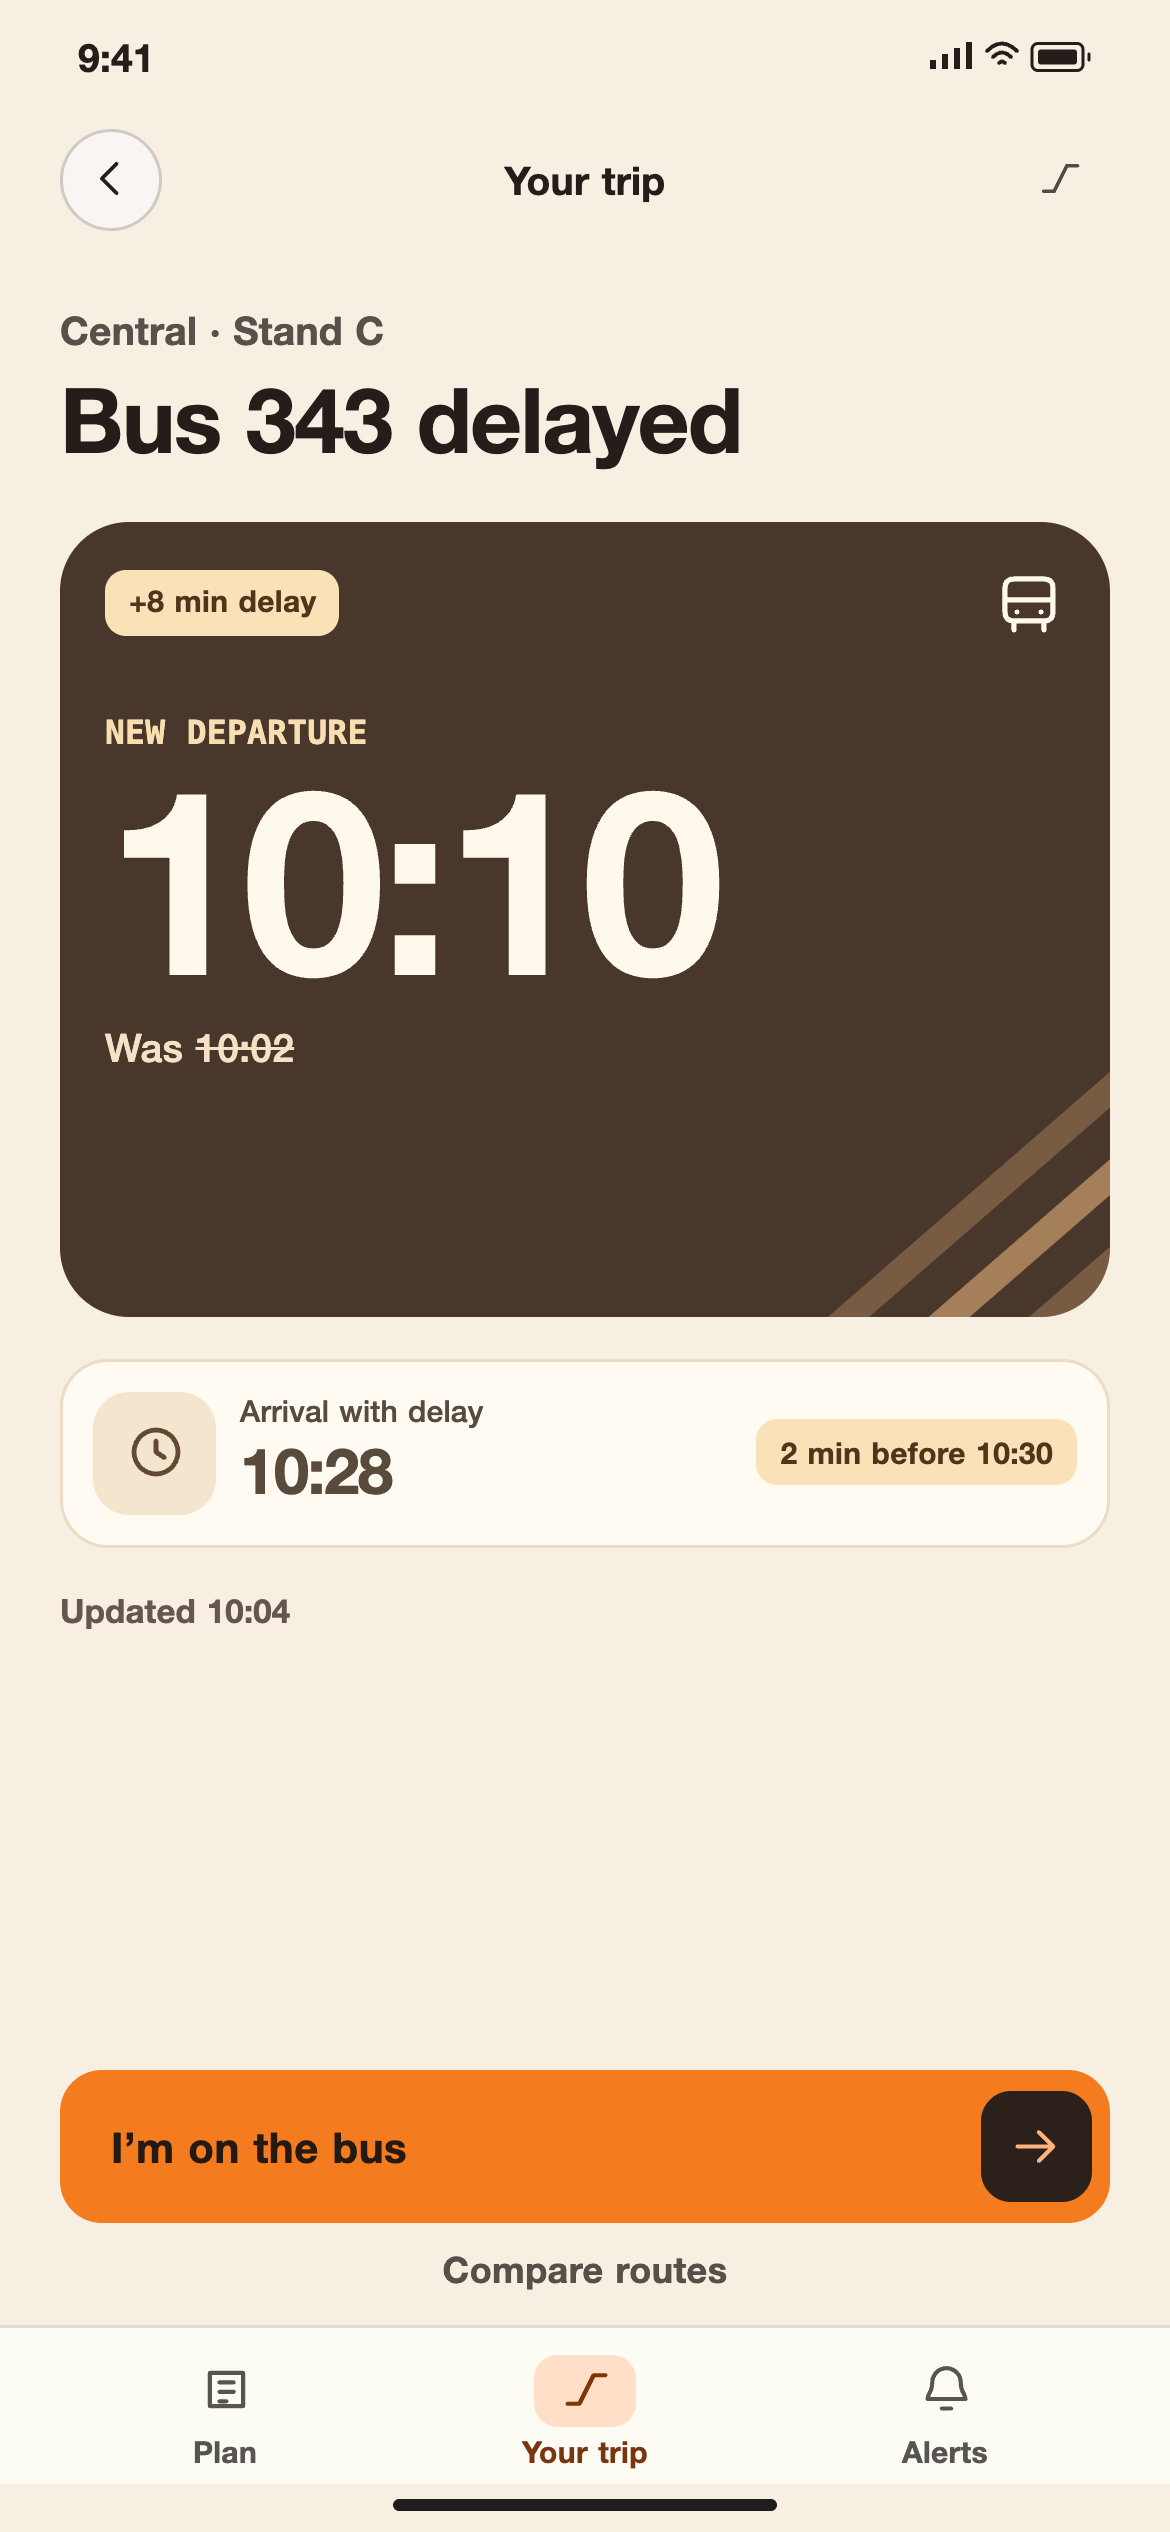 9:41
Your trip
Central · Stand C
Bus 343 delayed
+8 min delay
NEW DEPARTURE
10:10
Was 10:02
Arrival with delay
10:28
2 min before 10:30
Updated 10:04
I’m on the bus
Compare routes
Plan
Your trip
Alerts